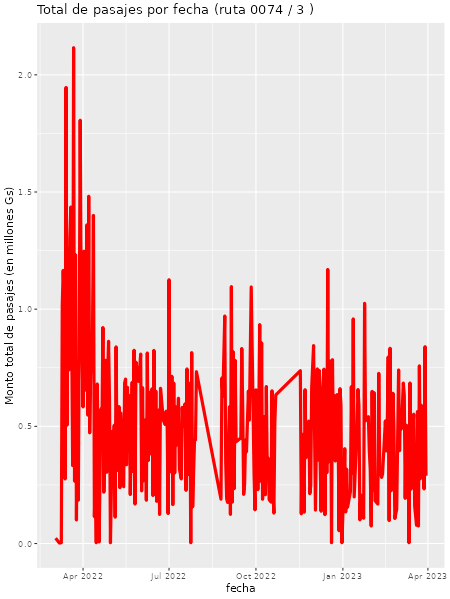 Total de pasajes por fecha (ruta 0074 / 3 )
Monto total de pasajes (en millones Gs)
2.0
1.5
1.0
0.5
0.0
Apr 2022 Jul 2022 Oct 2022 Jan 2023 Apr 2023
fecha